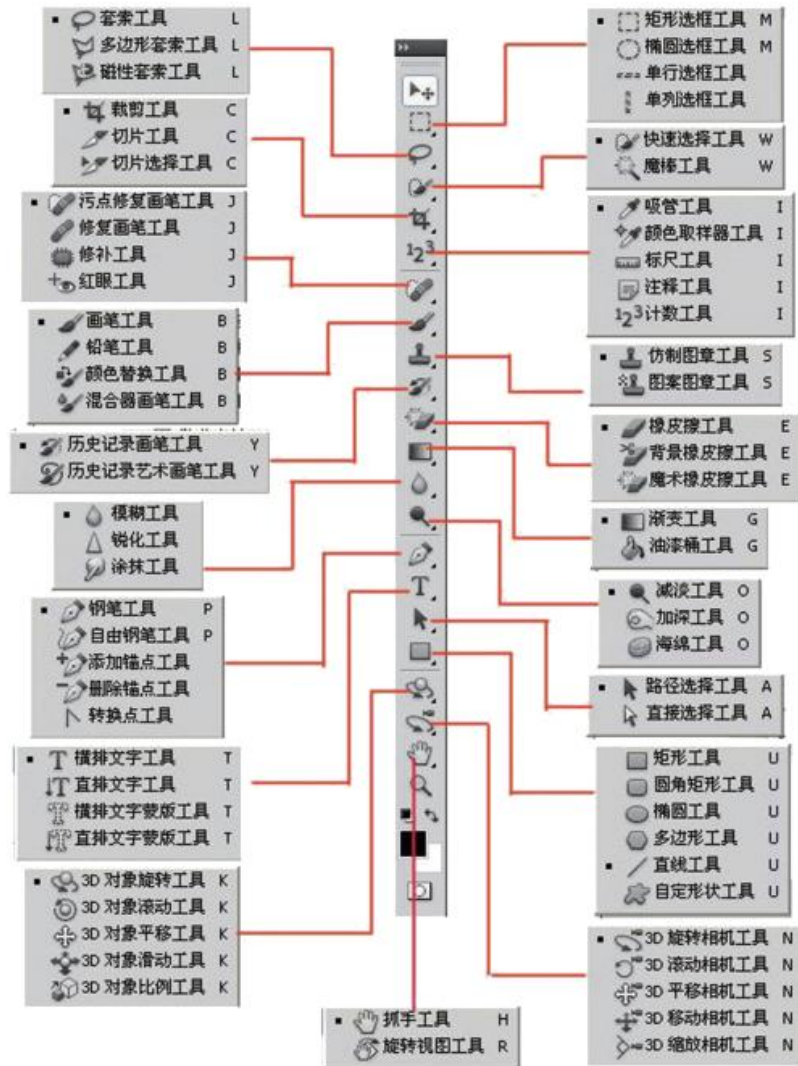 套索工具 L
多边形套索工具 L
磁性套索工具 L
裁剪工具 C
切片工具 C
切片选择工具 C
污点修复画笔工具 J
修复画笔工具 J
修补工具 J
红眼工具 J
画笔工具 B
铅笔工具 B
颜色替换工具 B
混合器画笔工具 B
历史记录画笔工具 Y
历史记录艺术画笔工具 Y
模糊工具
锐化工具
涂抹工具
钢笔工具 P
自由钢笔工具 P
添加锚点工具
删除锚点工具
转换点工具
横排文字工具 T
直排文字工具 T
横排文字蒙版工具 T
直排文字蒙版工具 T
3D 对象旋转工具 K
3D 对象滚动工具 K
3D 对象平移工具 K
3D 对象滑动工具 K
3D 对象比例工具 K
矩形选框工具 M
椭圆选框工具 M
单行选框工具
单列选框工具
快速选择工具 W
魔棒工具 W
吸管工具 I
颜色取样器工具 I
标尺工具 I
注释工具 I
123 计数工具 I
仿制图章工具 S
图案图章工具 S
橡皮擦工具 E
背景橡皮擦工具 E
魔术橡皮擦工具 E
渐变工具 G
油漆桶工具 G
减淡工具 O
加深工具 O
海绵工具 O
路径选择工具 A
直接选择工具 A
矩形工具 U
圆角矩形工具 U
椭圆工具 U
多边形工具 U
直线工具 U
自定形状工具 U
3D 旋转相机工具 N
3D 滚动相机工具 N
3D 平移相机工具 N
3D 移动相机工具 N
3D 缩放相机工具 N
抓手工具 H
旋转视图工具 R
123
T